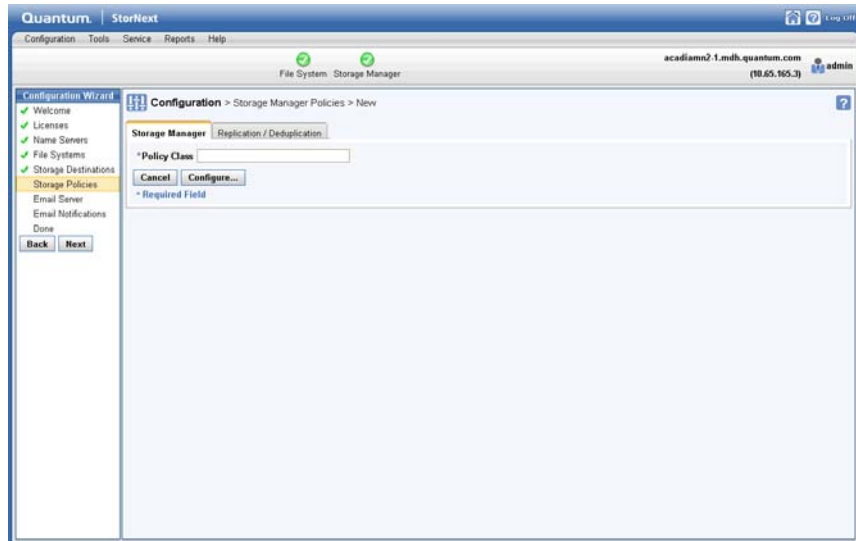 Quantum. StorNext
Log Off
Configuration Tools Service Reports Help
File System Storage Manager
acadiamn2-1.mdh.quantum.com
(10.65.165.3)
admin
Configuration Wizard
Welcome
Licenses
Name Servers
File Systems
Storage Destinations
Storage Policies
Email Server
Email Notifications
Done
Back Next
Configuration > Storage Manager Policies > New
?
Storage Manager Replication / Deduplication
*Policy Class
Cancel Configure...
* Required Field